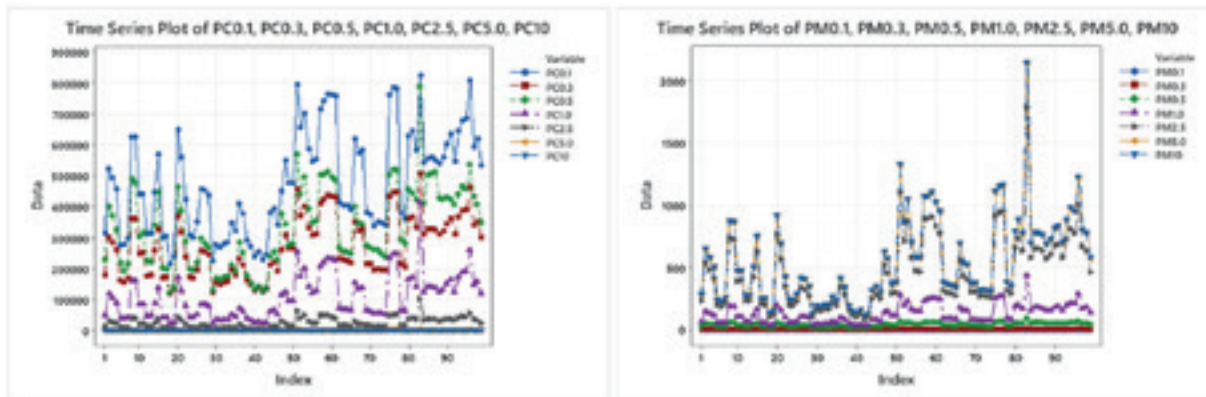 Time Series Plot of PC0.1, PC0.3, PC0.5, PC1.0, PC2.5, PC5.0, PC10
900000
800000
700000
600000
500000
400000
300000
200000
100000
0
Data
1 10 20 30 40 50 60 70 80 90
Index
Variable
PC0.1
PC0.3
PC0.5
PC1.0
PC2.5
PC5.0
PC10
Time Series Plot of PM0.1, PM0.3, PM0.5, PM1.0, PM2.5, PM5.0, PM10
2000
1500
1000
500
0
Data
1 10 20 30 40 50 60 70 80 90
Index
Variable
PM0.1
PM0.3
PM0.5
PM1.0
PM2.5
PM5.0
PM10